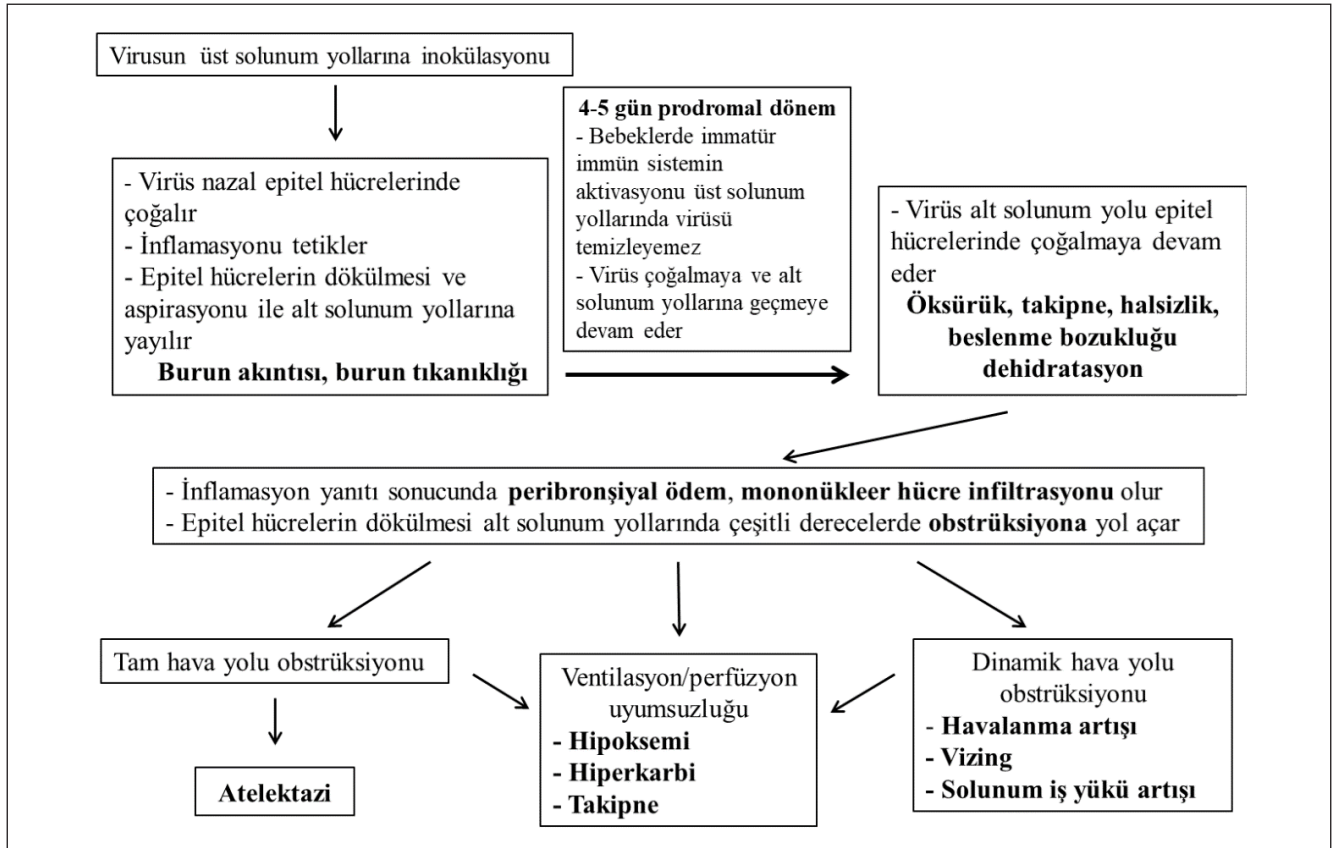 Virusun üst solunum yollarına inokülasyonu
- Virüs nazal epitel hücrelerinde
çoğalır
- İnflamasyonu tetikler
- Epitel hücrelerin dökülmesi ve
aspirasyonu ile alt solunum yollarına
yayılır
Burun akıntısı, burun tıkanıklığı
4-5 gün prodromal dönem
- Bebeklerde immatür
immün sistemin
aktivasyonu üst solunum
yollarında virüsü
temizleyemez
- Virüs çoğalmaya ve alt
solunum yollarına geçmeye
devam eder
- Virüs alt solunum yolu epitel
hücrelerinde çoğalmaya devam
eder
Öksürük, takipne, halsizlik,
beslenme bozukluğu
dehidratasyon
- İnflamasyon yanıtı sonucunda peribronşiyal ödem, mononükleer hücre infiltrasyonu olur
- Epitel hücrelerin dökülmesi alt solunum yollarında çeşitli derecelerde obstrüksiyona yol açar
Tam hava yolu obstrüksiyonu
Atelektazi
Ventilasyon/perfüzyon
uyumsuzluğu
- Hipoksemi
- Hiperkarbi
- Takipne
Dinamik hava yolu
obstrüksiyonu
- Havalanma artışı
- Vizing
- Solunum iş yükü artışı